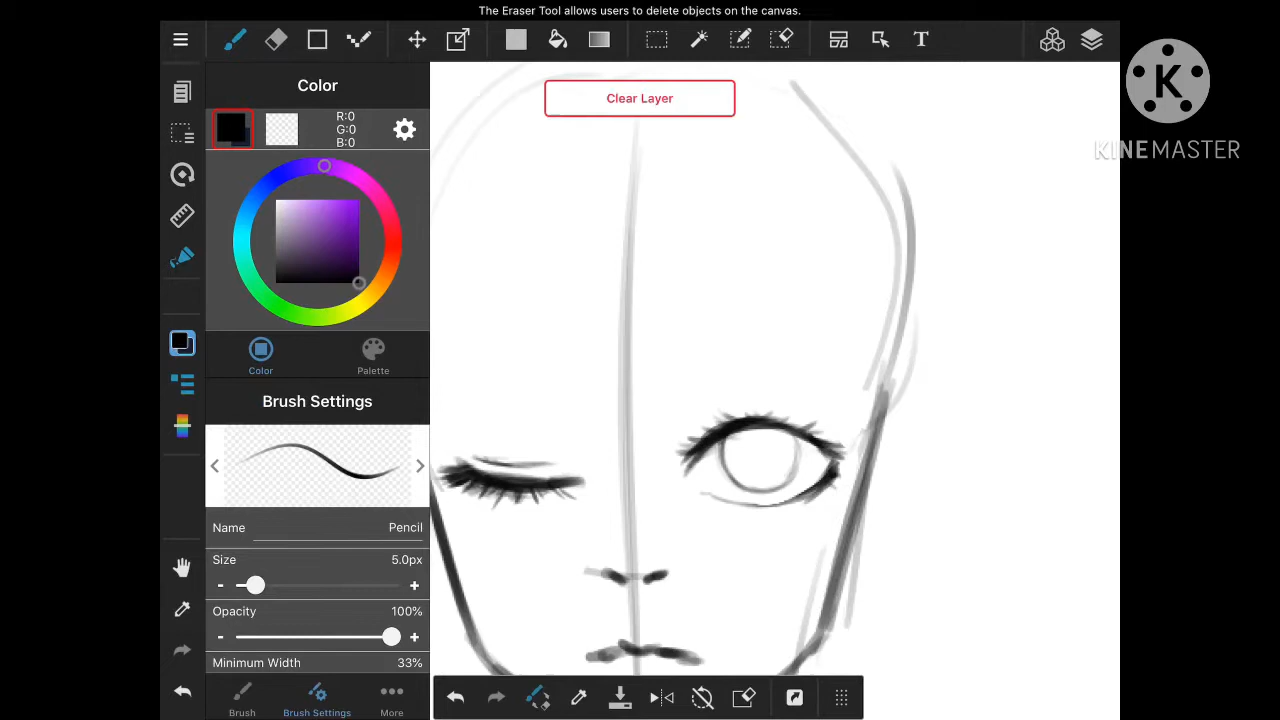 The Eraser Tool allows users to delete objects on the canvas.
T
Color
Clear Layer
K
KINEMASTER
R:0
G:0
B:0
Color
Palette
Brush Settings
Name Pencil
Size 5.0px
- +
Opacity 100%
- +
Minimum Width 33%
Brush
Brush Settings
More